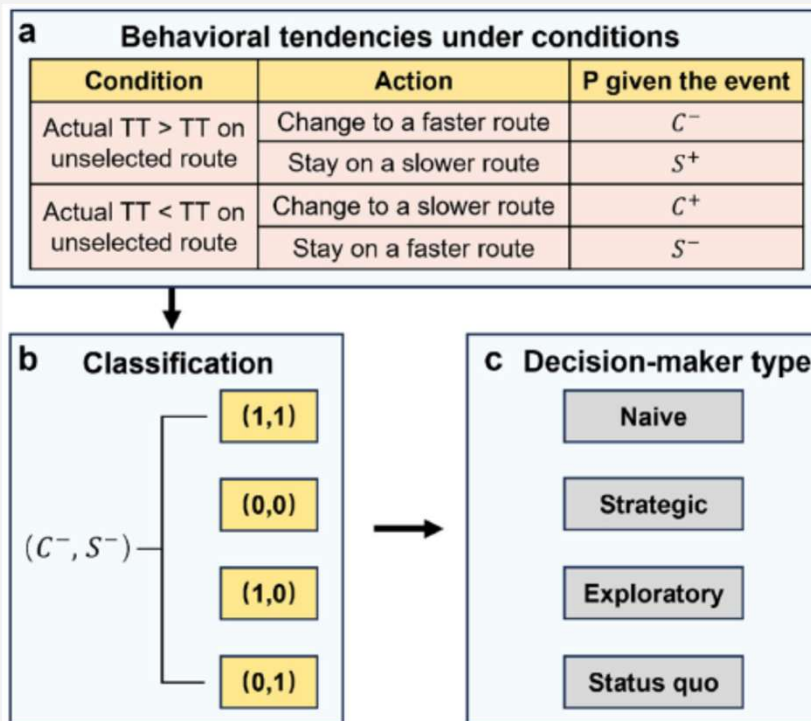 a Behavioral tendencies under conditions
Condition Action P given the event
Actual TT > TT on
unselected route
Change to a faster route C⁻
Stay on a slower route S⁺
Actual TT < TT on
unselected route
Change to a slower route C⁺
Stay on a faster route S⁻
b Classification
(C⁻, S⁻)
(1,1)
(0,0)
(1,0)
(0,1)
c Decision-maker type
Naive
Strategic
Exploratory
Status quo